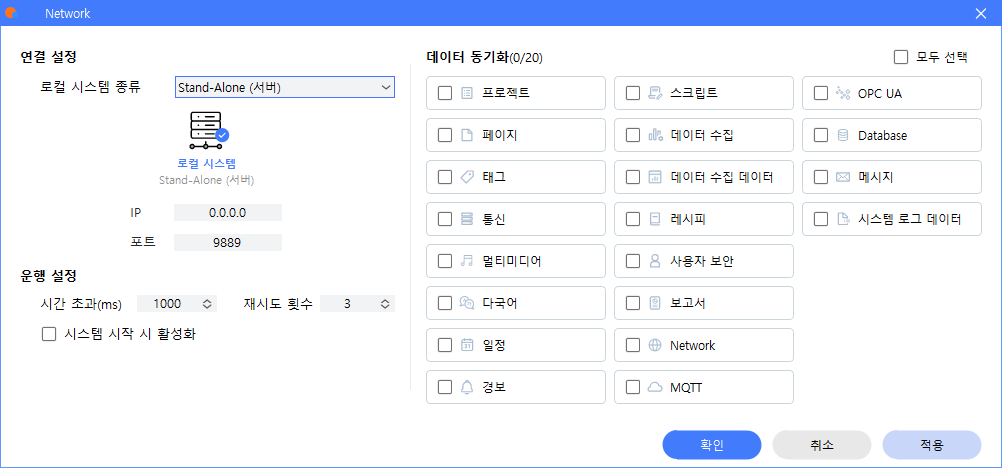 Network
연결 설정
로컬 시스템 종류
Stand-Alone (서버)
로컬 시스템
Stand-Alone (서버)
IP
0.0.0.0
포트
9889
운행 설정
시간 초과(ms)
1000
재시도 횟수
3
시스템 시작 시 활성화
데이터 동기화(0/20)
모두 선택
프로젝트
스크립트
OPC UA
페이지
데이터 수집
Database
태그
데이터 수집 데이터
메시지
통신
레시피
시스템 로그 데이터
멀티미디어
사용자 보안
다국어
보고서
일정
Network
경보
MQTT
확인
취소
적용